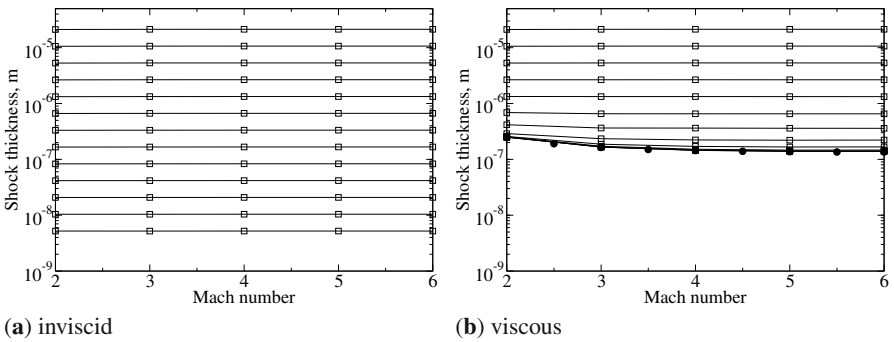 Shock thickness, m
10-5
10-6
10-7
10-8
10-9
2 3 4 5 6
Mach number
(a) inviscid
Shock thickness, m
10-5
10-6
10-7
10-8
10-9
2 3 4 5 6
Mach number
(b) viscous